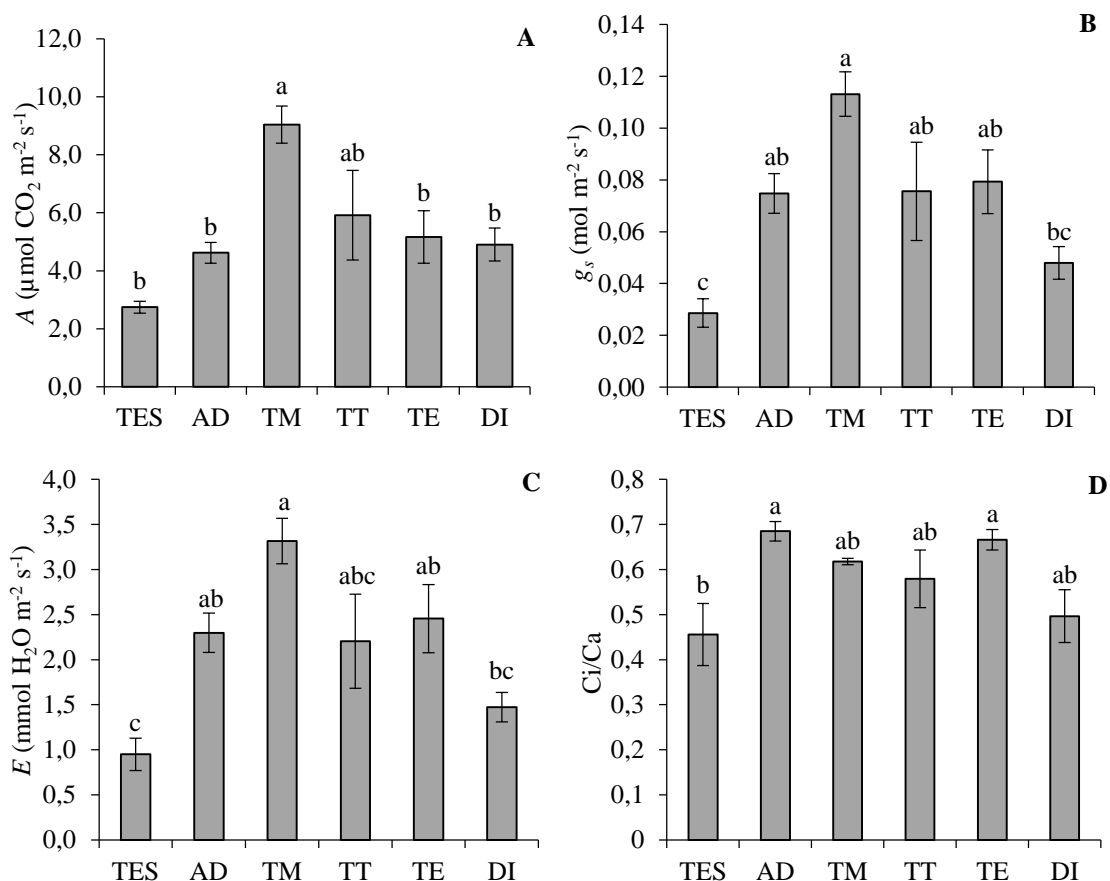 A
A (µmol CO₂ m⁻² s⁻¹)
12,0
10,0
8,0
6,0
4,0
2,0
0,0
b
b
a
ab
b
b
TES AD TM TT TE DI
B
gₛ (mol m⁻² s⁻¹)
0,14
0,12
0,10
0,08
0,06
0,04
0,02
0,00
c
ab
a
ab
ab
bc
TES AD TM TT TE DI
C
E (mmol H₂O m⁻² s⁻¹)
4,0
3,5
3,0
2,5
2,0
1,5
1,0
0,5
0,0
c
ab
a
abc
ab
bc
TES AD TM TT TE DI
D
Ci/Ca
0,8
0,7
0,6
0,5
0,4
0,3
0,2
0,1
0
b
a
ab
ab
a
ab
TES AD TM TT TE DI